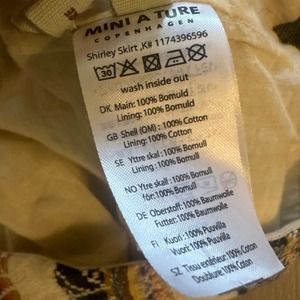 MINI A TURE
COPENHAGEN
Shirley Skirt ,K# 1174396596
30
wash inside out
DK Main: 100% Bomuld
Lining: 100% Bomuld
GB Shell (OM) : 100% Cotton
Lining: 100% Cotton
SE Yttre skal : 100% Bomull
Lining: 100% Bomull
NO Ytre skal : 100% Bomull
för: 100% Bomull
DE Oberstoff: 100% Baumwolle
Futter: 100% Baumwolle
FI Kuori : 100% Puuvilla
Vuori: 100% Puuvilla
SZ Tissu extérieur: 100% Coton
Doublure 100% Coton